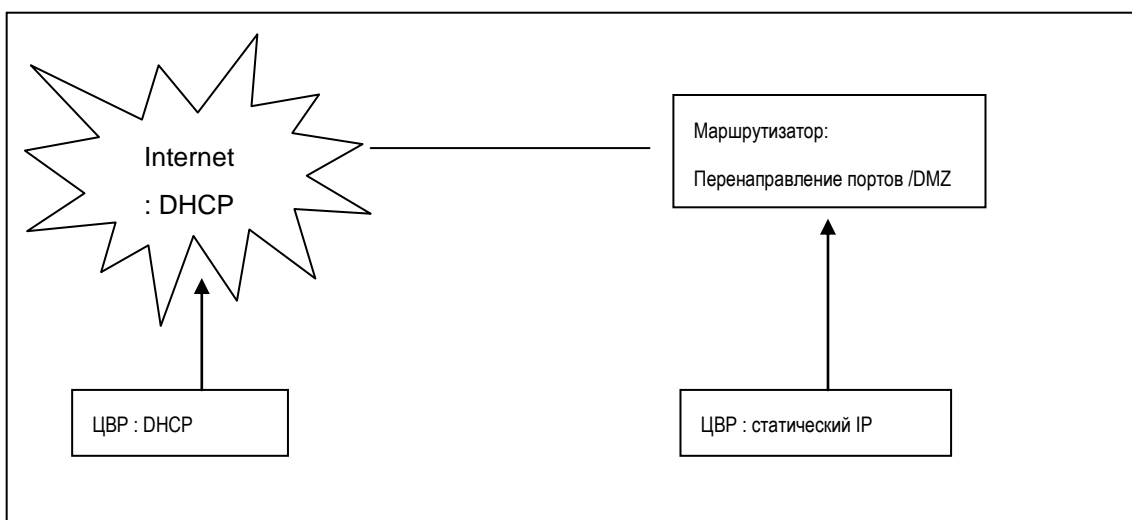 Internet
: DHCP
Маршрутизатор:
Перенаправление портов /DMZ
ЦВР : DHCP
ЦВР : статический IP